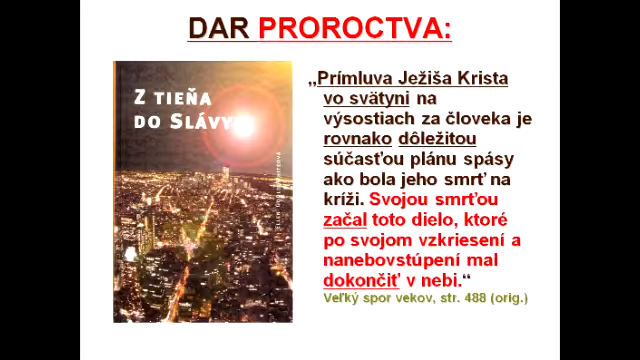 DAR PROROCTVA:
Z TIEŇA
DO SLÁVY
„Prímluva Ježiša Krista
vo svätyni na
výsostiach za človeka je
rovnako dôležitou
súčasťou plánu spásy
ako bola jeho smrť na
kríži. Svojou smrťou
začal toto dielo, ktoré
po svojom vzkriesení a
nanebovstúpení mal
dokončiť v nebi.“
Veľký spor vekov, str. 488 (orig.)